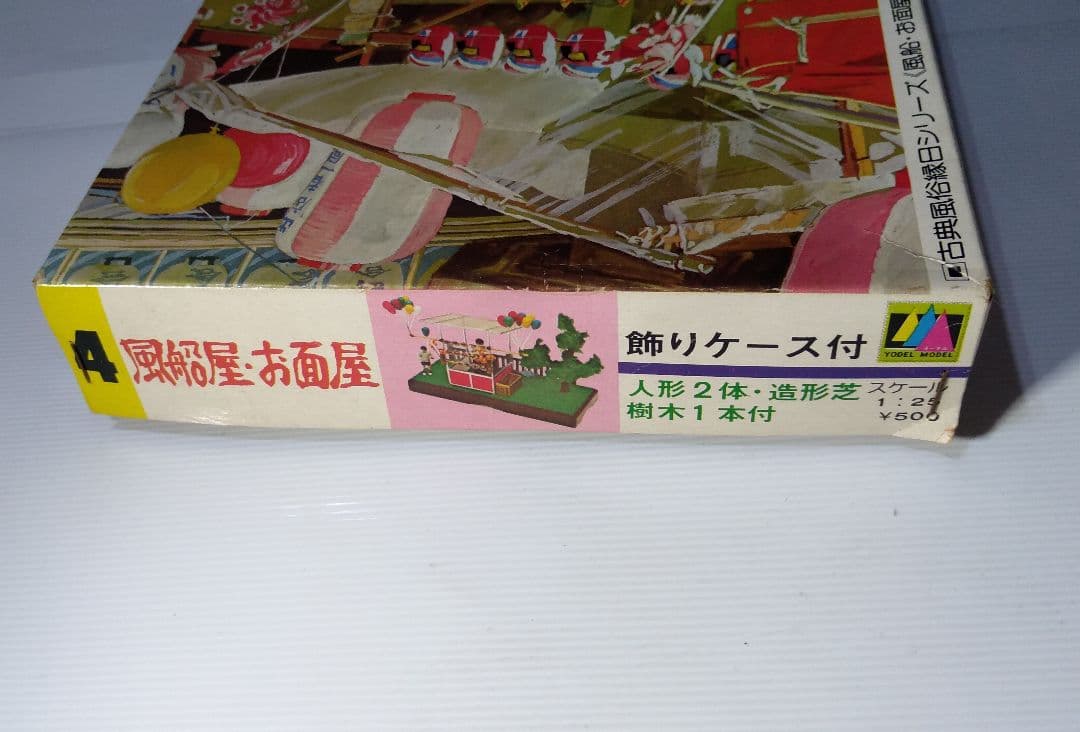 ■古典風俗縁日シリーズ《風船・お面屋
4
風船屋・お面屋
飾りケース付
人形2体・造形芝
樹木1本付
スケール
1:25
¥500
YODEL MODEL